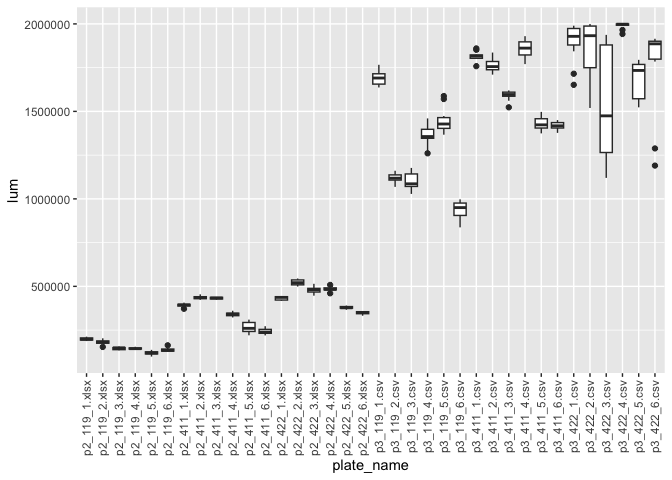 2000000
1500000
1000000
500000
lum
p2_119_1.xlsx
p2_119_2.xlsx
p2_119_3.xlsx
p2_119_4.xlsx
p2_119_5.xlsx
p2_119_6.xlsx
p2_411_1.xlsx
p2_411_2.xlsx
p2_411_3.xlsx
p2_411_4.xlsx
p2_411_5.xlsx
p2_411_6.xlsx
p2_422_1.xlsx
p2_422_2.xlsx
p2_422_3.xlsx
p2_422_4.xlsx
p2_422_5.xlsx
p2_422_6.xlsx
p3_119_1.csv
p3_119_2.csv
p3_119_3.csv
p3_119_4.csv
p3_119_5.csv
p3_119_6.csv
p3_411_1.csv
p3_411_2.csv
p3_411_3.csv
p3_411_4.csv
p3_411_5.csv
p3_411_6.csv
p3_422_1.csv
p3_422_2.csv
p3_422_3.csv
p3_422_4.csv
p3_422_5.csv
p3_422_6.csv
plate_name